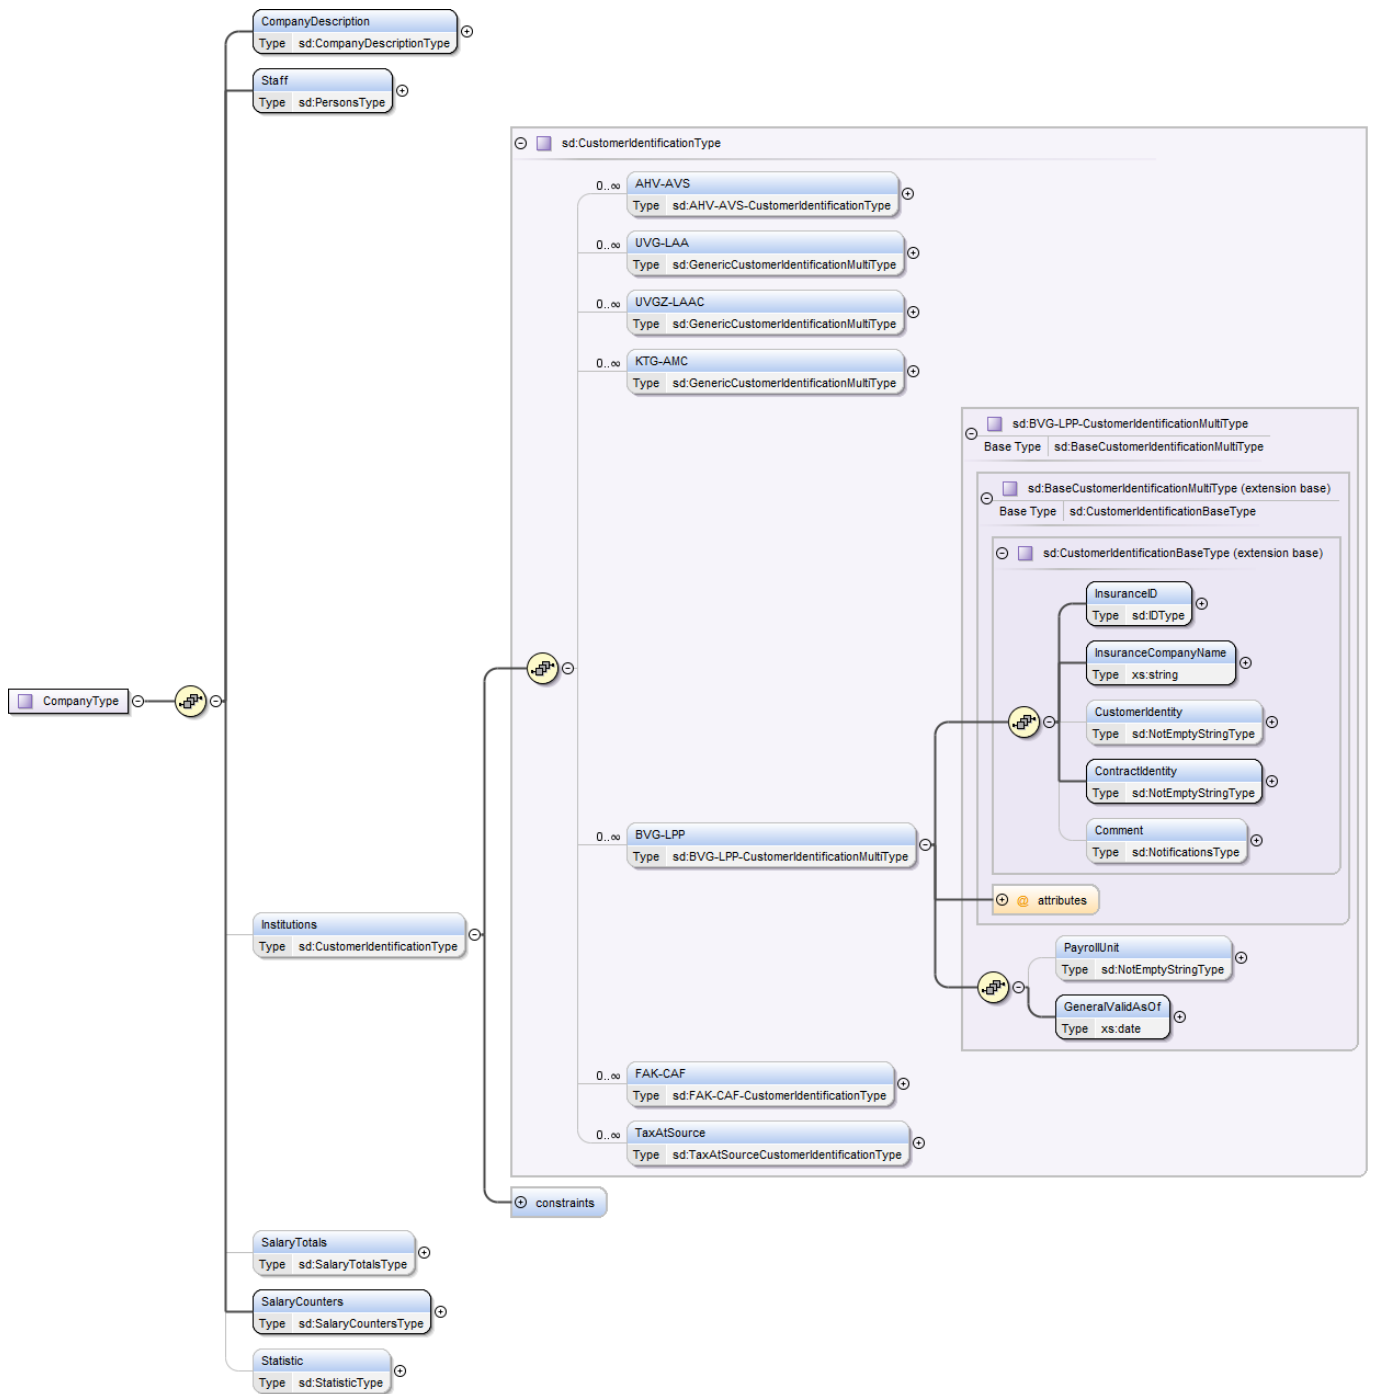 CompanyDescription
Type sd:CompanyDescriptionType
Staff
Type sd:PersonsType
sd:CustomerIdentificationType
0..∞ AHV-AVS
Type sd:AHV-AVS-CustomerIdentificationType
0..∞ UVG-LAA
Type sd:GenericCustomerIdentificationMultiType
0..∞ UVGZ-LAAC
Type sd:GenericCustomerIdentificationMultiType
0..∞ KTG-AMC
Type sd:GenericCustomerIdentificationMultiType
sd:BVG-LPP-CustomerIdentificationMultiType
Base Type sd:BaseCustomerIdentificationMultiType
sd:BaseCustomerIdentificationMultiType (extension base)
Base Type sd:CustomerIdentificationBaseType
sd:CustomerIdentificationBaseType (extension base)
InsuranceID
Type sd:IDType
InsuranceCompanyName
Type xs:string
CompanyType
CustomerIdentity
Type sd:NotEmptyStringType
ContractIdentity
Type sd:NotEmptyStringType
Comment
Type sd:NotificationsType
0..∞ BVG-LPP
Type sd:BVG-LPP-CustomerIdentificationMultiType
@ attributes
Institutions
Type sd:CustomerIdentificationType
PayrollUnit
Type sd:NotEmptyStringType
GeneralValidAsOf
Type xs:date
0..∞ FAK-CAF
Type sd:FAK-CAF-CustomerIdentificationType
0..∞ TaxAtSource
Type sd:TaxAtSourceCustomerIdentificationType
constraints
SalaryTotals
Type sd:SalaryTotalsType
SalaryCounters
Type sd:SalaryCountersType
Statistic
Type sd:StatisticType